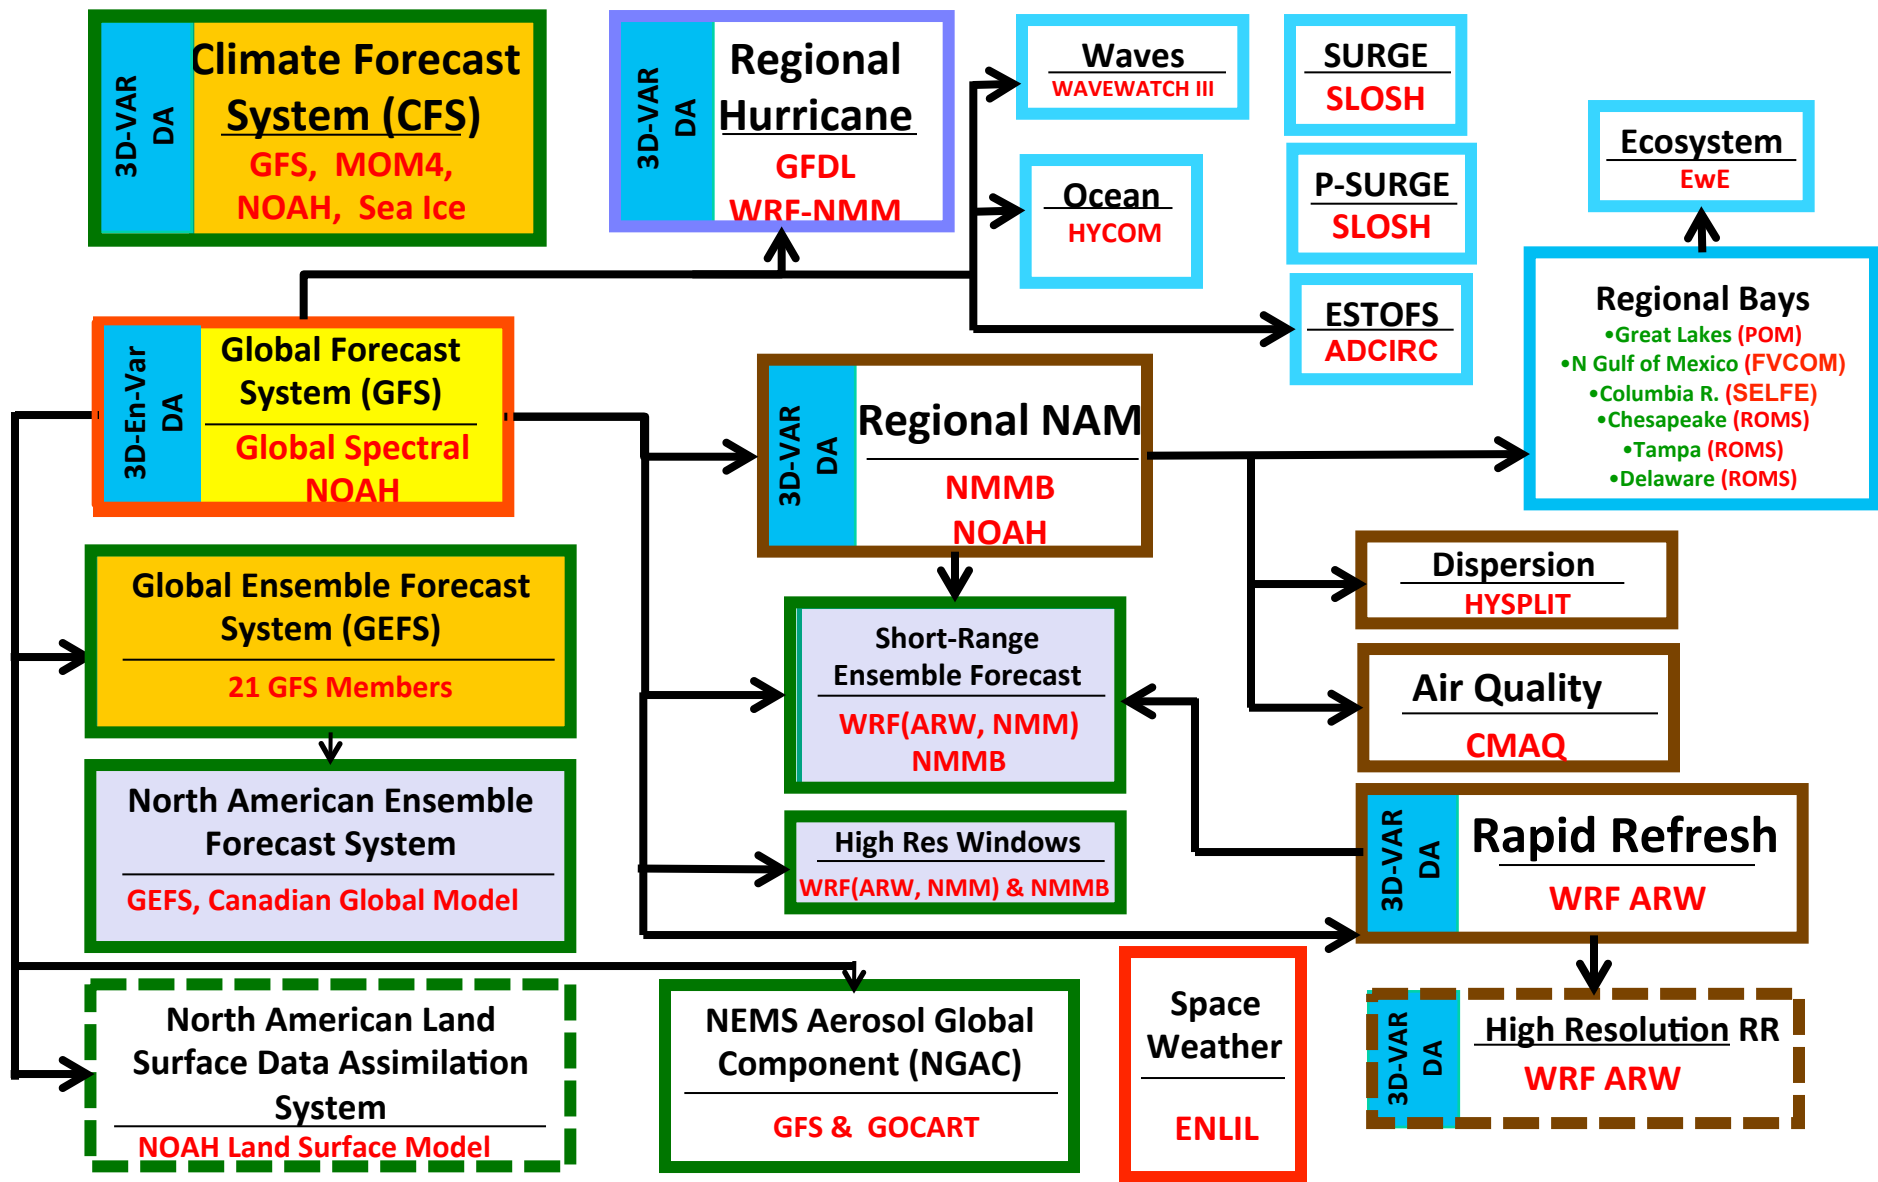 3D-VAR
DA
Climate Forecast
System (CFS)
GFS, MOM4,
NOAH, Sea Ice
3D-VAR
DA
Regional
Hurricane
GFDL
WRF-NMM
Waves
WAVEWATCH III
SURGE
SLOSH
Ocean
HYCOM
P-SURGE
SLOSH
Ecosystem
EwE
ESTOFS
ADCIRC
Regional Bays
•Great Lakes (POM)
•N Gulf of Mexico (FVCOM)
•Columbia R. (SELFE)
•Chesapeake (ROMS)
•Tampa (ROMS)
•Delaware (ROMS)
3D-En-Var
DA
Global Forecast
System (GFS)
Global Spectral
NOAH
3D-VAR
DA
Regional NAM
NMMB
NOAH
Dispersion
HYSPLIT
Global Ensemble Forecast
System (GEFS)
21 GFS Members
Short-Range
Ensemble Forecast
WRF(ARW, NMM)
NMMB
Air Quality
CMAQ
North American Ensemble
Forecast System
GEFS, Canadian Global Model
High Res Windows
WRF(ARW, NMM) & NMMB
3D-VAR
DA
Rapid Refresh
WRF ARW
North American Land
Surface Data Assimilation
System
NOAH Land Surface Model
NEMS Aerosol Global
Component (NGAC)
GFS & GOCART
Space
Weather
ENLIL
3D-VAR
DA
High Resolution RR
WRF ARW